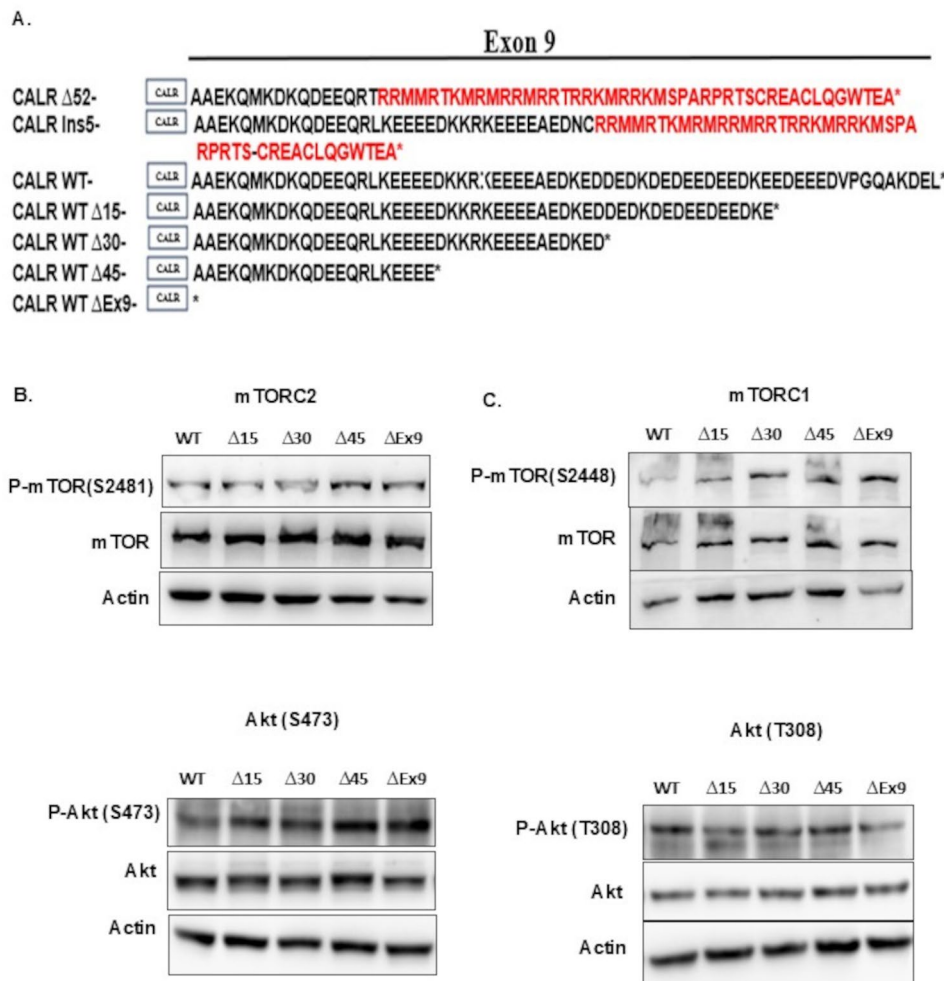 A.
Exon 9
CALR Δ52- CALR AAEKQMKDKQDEEQRTRRMMRTKMRMRRMRRTRRKMRRKMSPARPRTSCREACLQGWTEA*
CALR Ins5- CALR AAEKQMKDKQDEEQRLKEEEEDKKRKEEEEAEDNCRRMMRTKMRMRRMRRTRRKMRRKMSPA
RPRTS-CREACLQGWTEA*
CALR WT- CALR AAEKQMKDKQDEEQRLKEEEEDKKRKEEEEAEDKEDDEDKDEDEEDEEDKEEDEEEDVPGQAKDEL*
CALR WT Δ15- CALR AAEKQMKDKQDEEQRLKEEEEDKKRKEEEEAEDKEDDEDKDEDEEDEEDKE*
CALR WT Δ30- CALR AAEKQMKDKQDEEQRLKEEEEDKKRKEEEEAEDKED*
CALR WT Δ45- CALR AAEKQMKDKQDEEQRLKEEEE*
CALR WT ΔEx9- CALR *
B.
mTORC2
WT Δ15 Δ30 Δ45 ΔEx9
P-mTOR(S2481)
mTOR
Actin
C.
mTORC1
WT Δ15 Δ30 Δ45 ΔEx9
P-mTOR(S2448)
mTOR
Actin
Akt (S473)
WT Δ15 Δ30 Δ45 ΔEx9
P-Akt (S473)
Akt
Actin
Akt (T308)
WT Δ15 Δ30 Δ45 ΔEx9
P-Akt (T308)
Akt
Actin